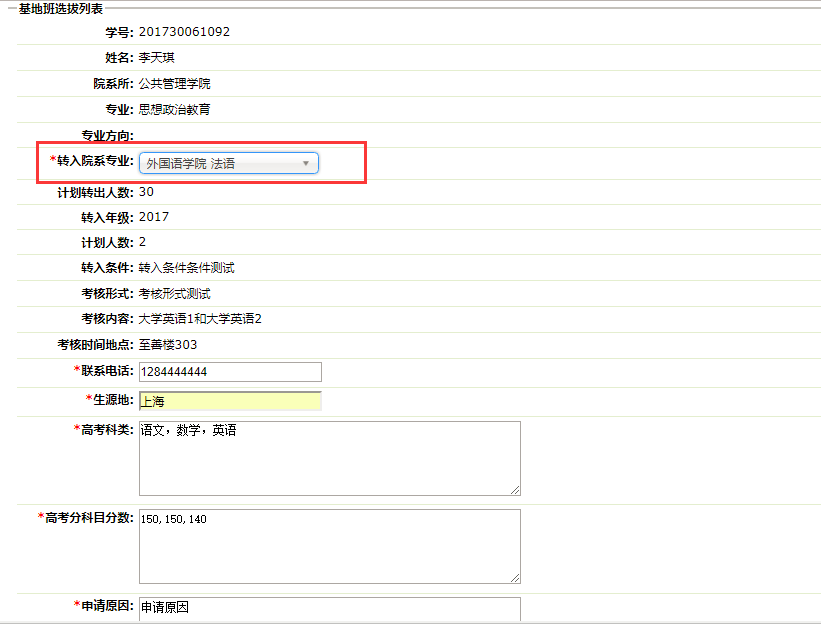 基地班选拔列表
学号: 201730061092
姓名: 李天琪
院系所: 公共管理学院
专业: 思想政治教育
专业方向:
*转入院系专业: 外国语学院 法语
计划转出人数: 30
转入年级: 2017
计划人数: 2
转入条件: 转入条件条件测试
考核形式: 考核形式测试
考核内容: 大学英语1和大学英语2
考核时间地点: 至善楼303
*联系电话: 1284444444
*生源地: 上海
*高考科类: 语文，数学，英语
*高考分科目分数: 150,150,140
*申请原因: 申请原因